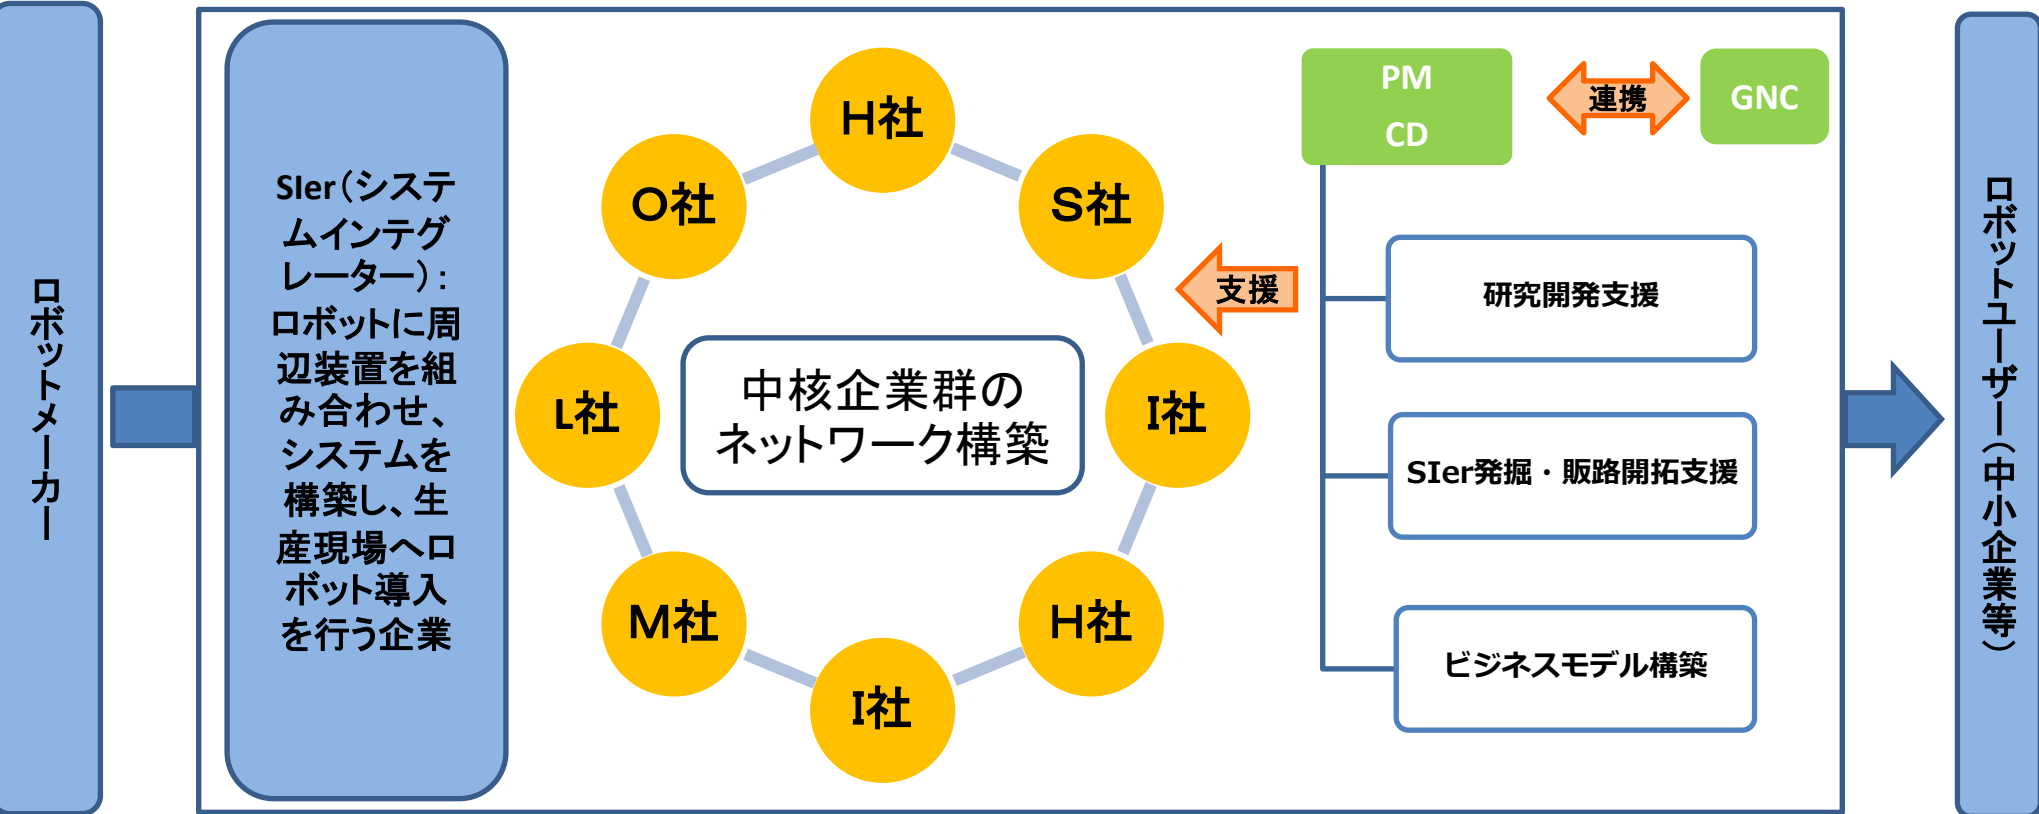 ロボットメーカー
SIer（システ
ムインテグ
レーター）：
ロボットに周
辺装置を組
み合わせ、
システムを
構築し、生
産現場へロ
ボット導入
を行う企業
H社
S社
I社
H社
I社
M社
L社
O社
中核企業群の
ネットワーク構築
支援
PM
CD
連携
GNC
研究開発支援
SIer発掘・販路開拓支援
ビジネスモデル構築
ロボットユーザー（中小企業等）